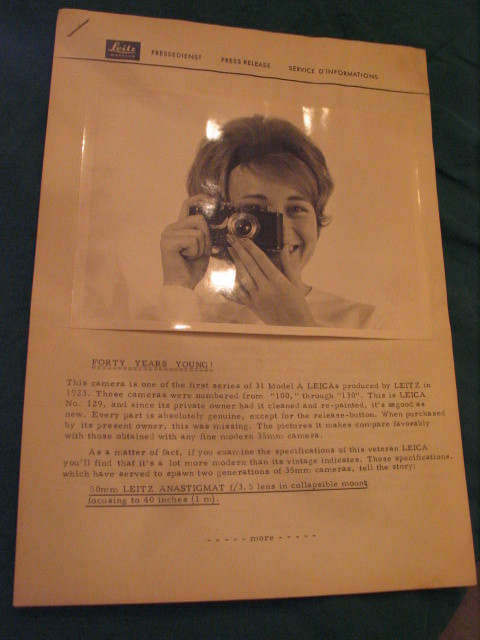 Leitz
PRESSEDIENST PRESS RELEASE SERVICE D'INFORMATIONS
FORTY YEARS YOUNG!
This camera is one of the first series of 31 Model A LEICAs produced by LEITZ in
1923. These cameras were numbered from "100," through "130". This is LEICA
No. 129, and since its private owner had it cleaned and re-painted, it's as good as
new. Every part is absolutely genuine, except for the release-button. When purchased
by its present owner, this was missing. The pictures it makes compare favorably
with those obtained with any fine modern 35mm camera.
As a matter of fact, if you examine the specifications of this veteran LEICA
you'll find that it's a lot more modern than its vintage indicates. These specifications,
which have served to spawn two generations of 35mm cameras, tell the story:
50mm LEITZ ANASTIGMAT f/3.5 lens in collapsible mount
focusing to 40 inches (1 m).
- - - - - more - - - - -